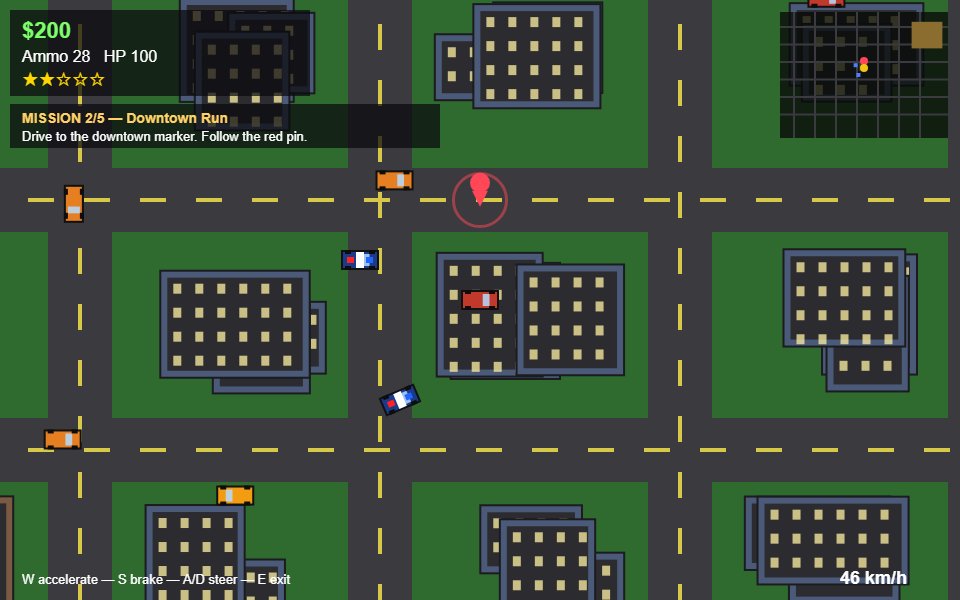 $200
Ammo 28 HP 100
★★☆☆☆
MISSION 2/5 — Downtown Run
Drive to the downtown marker. Follow the red pin.
W accelerate — S brake — A/D steer — E exit
46 km/h